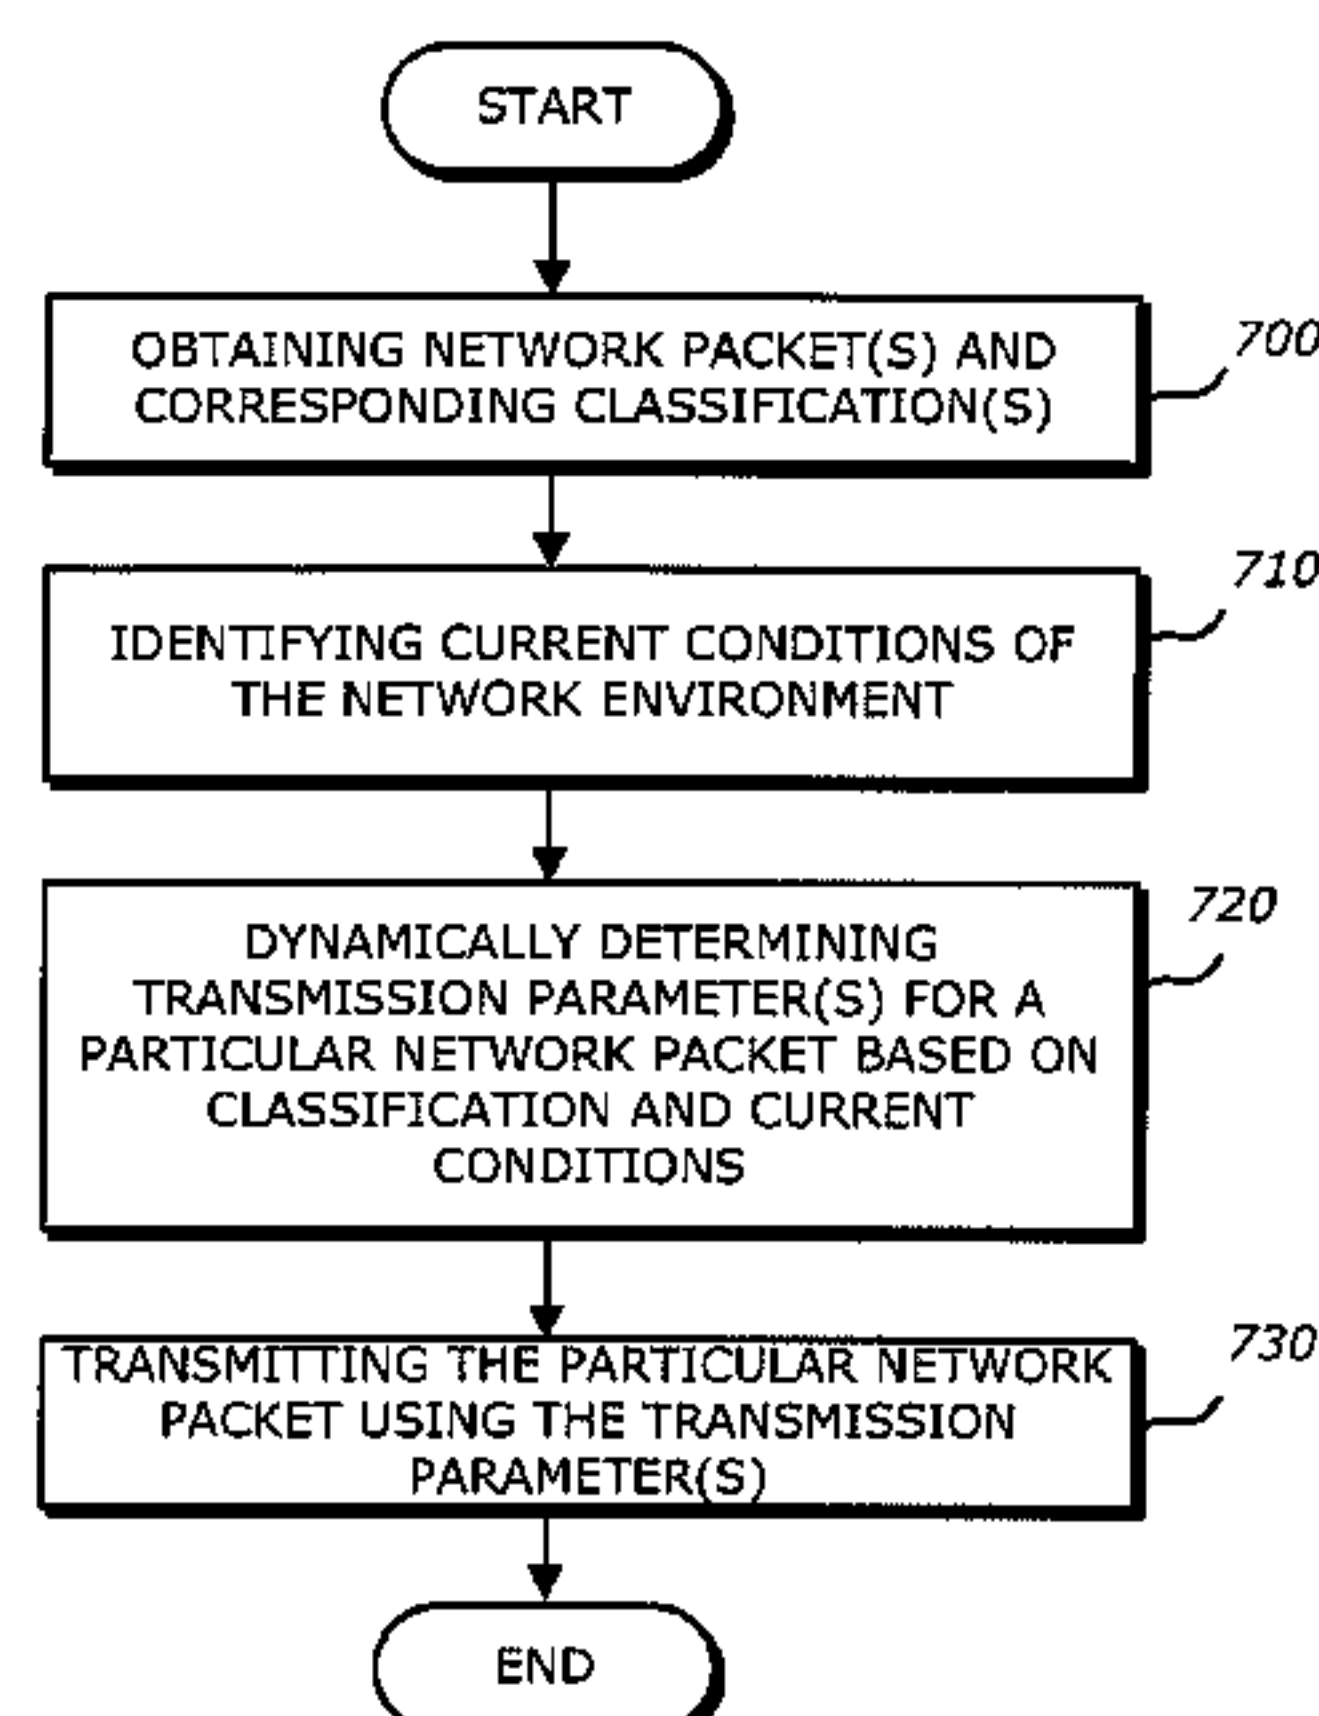 START
OBTAINING NETWORK PACKET(S) AND
CORRESPONDING CLASSIFICATION(S)
700
IDENTIFYING CURRENT CONDITIONS OF
THE NETWORK ENVIRONMENT
710
DYNAMICALLY DETERMINING
TRANSMISSION PARAMETER(S) FOR A
PARTICULAR NETWORK PACKET BASED ON
CLASSIFICATION AND CURRENT
CONDITIONS
720
TRANSMITTING THE PARTICULAR NETWORK
PACKET USING THE TRANSMISSION
PARAMETER(S)
730
END